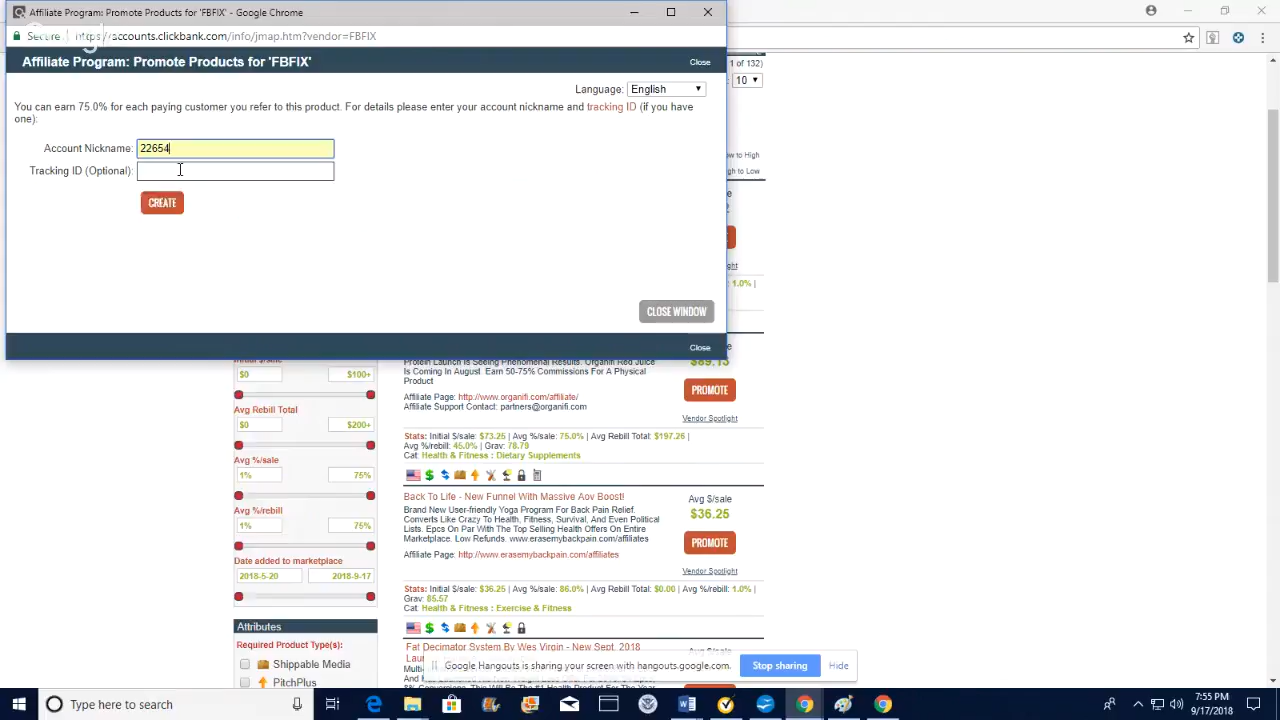 Affiliate Program: Promote Products for 'FBFIX' - Google Chrome
Secure https://accounts.clickbank.com/info/jmap.htm?vendor=FBFIX
Affiliate Program: Promote Products for 'FBFIX'
Close
1 of 132)
Language: English
10
You can earn 75.0% for each paying customer you refer to this product. For details please enter your account nickname and tracking ID (if you have
one):
Account Nickname: 22654
Tracking ID (Optional):
CREATE
CLOSE WINDOW
Close
1.0% |
Protein Launch Is Seeing Phenomenal Results. Organifi Red Juice
Is Coming In August. Earn 50-75% Commissions For A Physical
Product
$89.13
PROMOTE
Affiliate Page: http://www.organifi.com/affiliate/
Affiliate Support Contact: partners@organifi.com
Vendor Spotlight
Stats: Initial $/sale: $73.25 | Avg %/sale: 75.0% | Avg Rebill Total: $197.26 |
Avg %/rebill: 45.0% | Grav: 78.79
Cat: Health & Fitness : Dietary Supplements
Back To Life - New Funnel With Massive Aov Boost!
Brand New User-friendly Yoga Program For Back Pain Relief.
Converts Like Crazy To Health, Fitness, Survival, And Even Political
Lists. Epcs On Par With The Top Selling Health Offers On Entire
Marketplace. Low Refunds. www.erasemybackpain.com/affiliates
Avg $/sale
$36.25
PROMOTE
Affiliate Page: http://www.erasemybackpain.com/affiliates
Vendor Spotlight
Stats: Initial $/sale: $36.25 | Avg %/sale: 86.0% | Avg Rebill Total: $0.00 | Avg %/rebill: 1.0% |
Grav: 85.57
Cat: Health & Fitness : Exercise & Fitness
Fat Decimator System By Wes Virgin - New Sept. 2018
Initial $/sale
$0 $100+
Avg Rebill Total
$0 $200+
Avg %/sale
1% 75%
Avg %/rebill
1% 75%
Date added to marketplace
2018-5-20 2018-9-17
Attributes
Required Product Type(s):
Shippable Media
PitchPlus
Google Hangouts is sharing your screen with hangouts.google.com.
Stop sharing
Hide
Type here to search
7:55 PM
9/17/2018